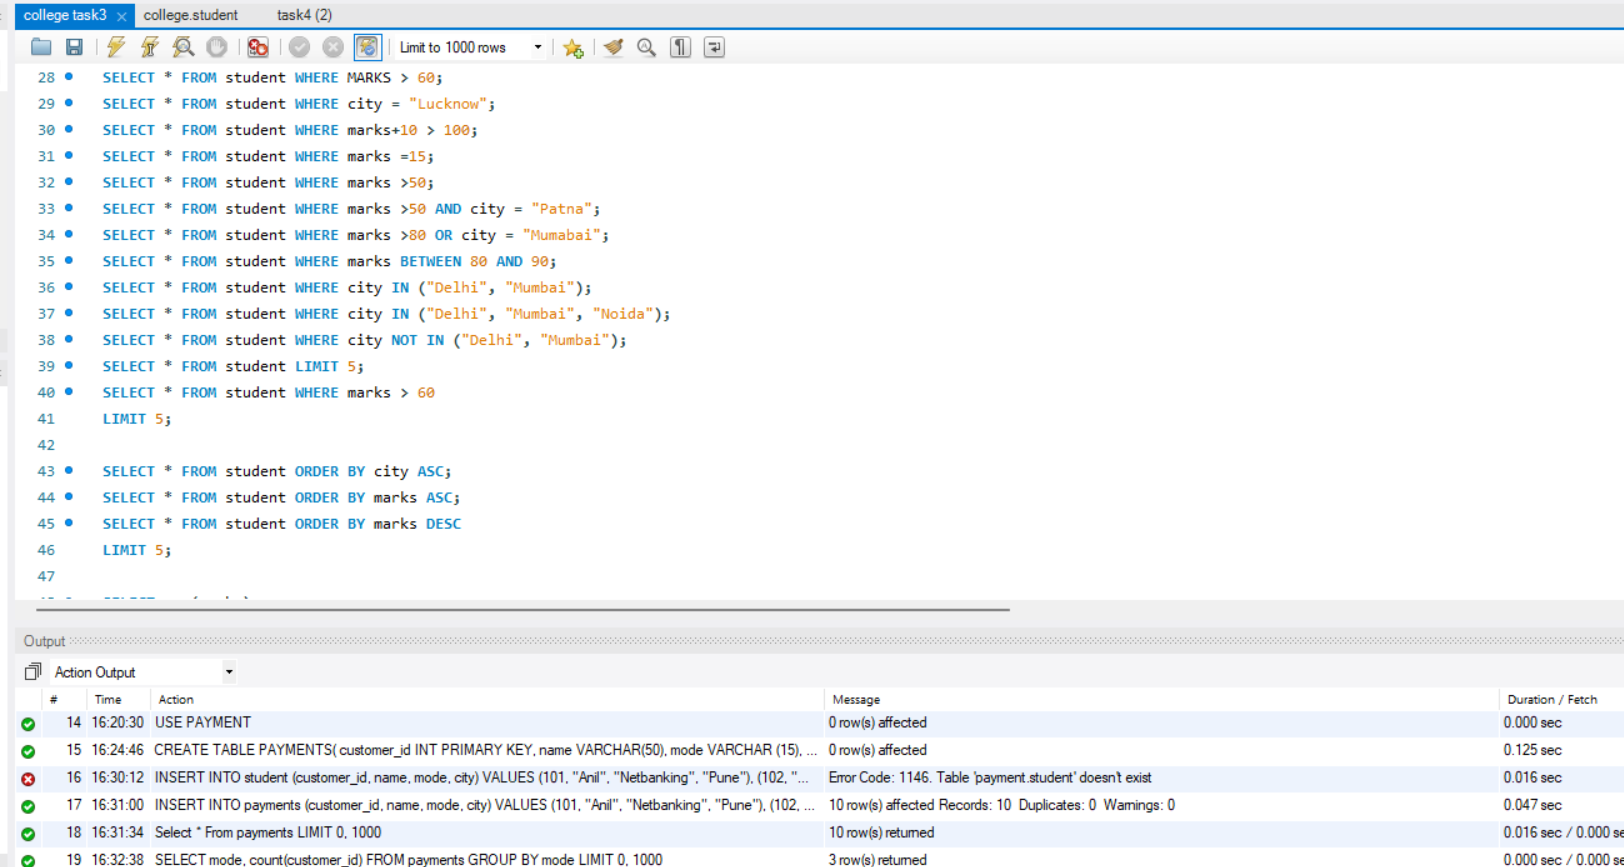 college task3 × college.student task4 (2)
Limit to 1000 rows
28 SELECT * FROM student WHERE MARKS > 60;
29 SELECT * FROM student WHERE city = "Lucknow";
30 SELECT * FROM student WHERE marks+10 > 100;
31 SELECT * FROM student WHERE marks =15;
32 SELECT * FROM student WHERE marks >50;
33 SELECT * FROM student WHERE marks >50 AND city = "Patna";
34 SELECT * FROM student WHERE marks >80 OR city = "Mumabai";
35 SELECT * FROM student WHERE marks BETWEEN 80 AND 90;
36 SELECT * FROM student WHERE city IN ("Delhi", "Mumbai");
37 SELECT * FROM student WHERE city IN ("Delhi", "Mumbai", "Noida");
38 SELECT * FROM student WHERE city NOT IN ("Delhi", "Mumbai");
39 SELECT * FROM student LIMIT 5;
40 SELECT * FROM student WHERE marks > 60
41 LIMIT 5;
42
43 SELECT * FROM student ORDER BY city ASC;
44 SELECT * FROM student ORDER BY marks ASC;
45 SELECT * FROM student ORDER BY marks DESC
46 LIMIT 5;
47
Output
Action Output
# Time Action Message Duration / Fetch
14 16:20:30 USE PAYMENT 0 row(s) affected 0.000 sec
15 16:24:46 CREATE TABLE PAYMENTS( customer_id INT PRIMARY KEY, name VARCHAR(50), mode VARCHAR (15), ... 0 row(s) affected 0.125 sec
16 16:30:12 INSERT INTO student (customer_id, name, mode, city) VALUES (101, "Anil", "Netbanking", "Pune"), (102, "... Error Code: 1146. Table 'payment.student' doesn't exist 0.016 sec
17 16:31:00 INSERT INTO payments (customer_id, name, mode, city) VALUES (101, "Anil", "Netbanking", "Pune"), (102, ... 10 row(s) affected Records: 10 Duplicates: 0 Warnings: 0 0.047 sec
18 16:31:34 Select * From payments LIMIT 0, 1000 10 row(s) returned 0.016 sec / 0.000 se
19 16:32:38 SELECT mode, count(customer_id) FROM payments GROUP BY mode LIMIT 0, 1000 3 row(s) returned 0.000 sec / 0.000 se